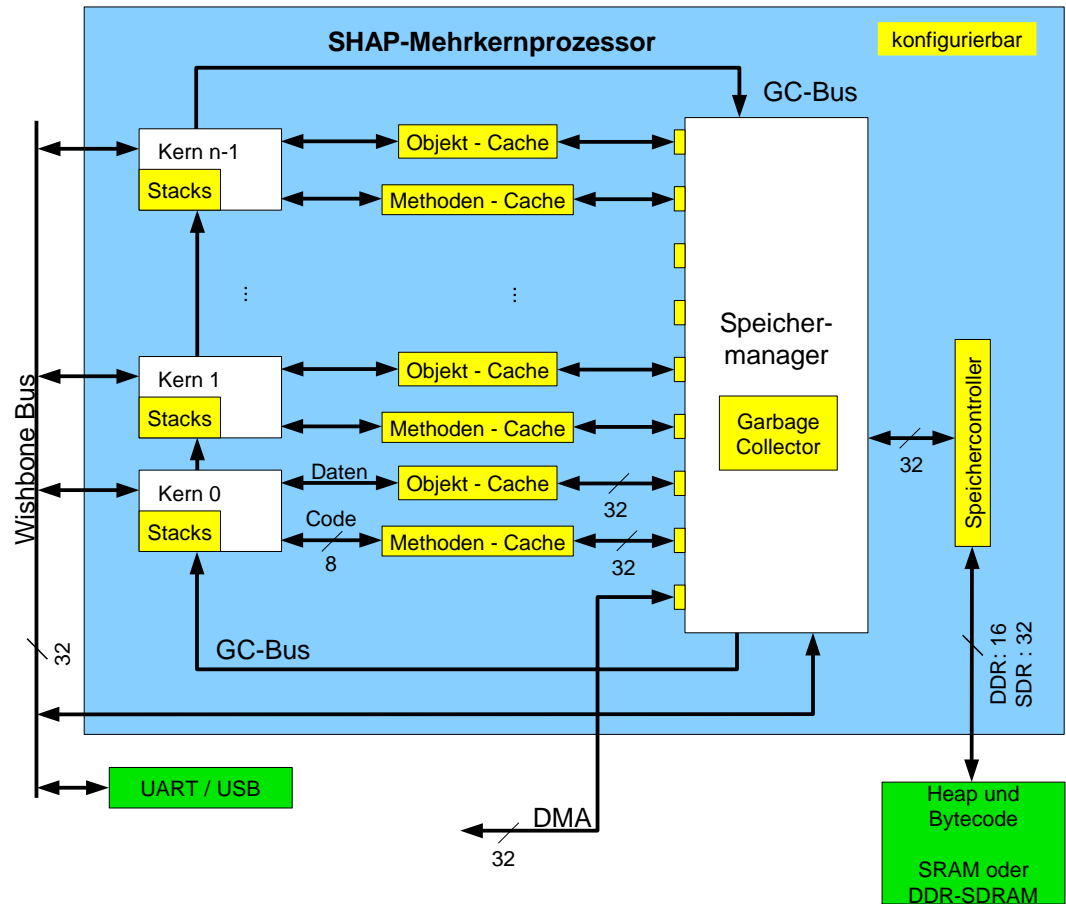 SHAP-Mehrkernprozessor
konfigurierbar
GC-Bus
Kern n-1
Stacks
Objekt - Cache
Methoden - Cache
...
...
Speicher-
manager
Garbage
Collector
Kern 1
Stacks
Objekt - Cache
Methoden - Cache
Kern 0
Stacks
Daten
Objekt - Cache
32
Code
8
Methoden - Cache
32
32
Speichercontroller
Wishbone Bus
32
GC-Bus
DDR: 16
SDR : 32
UART / USB
DMA
32
Heap und
Bytecode
SRAM oder
DDR-SDRAM